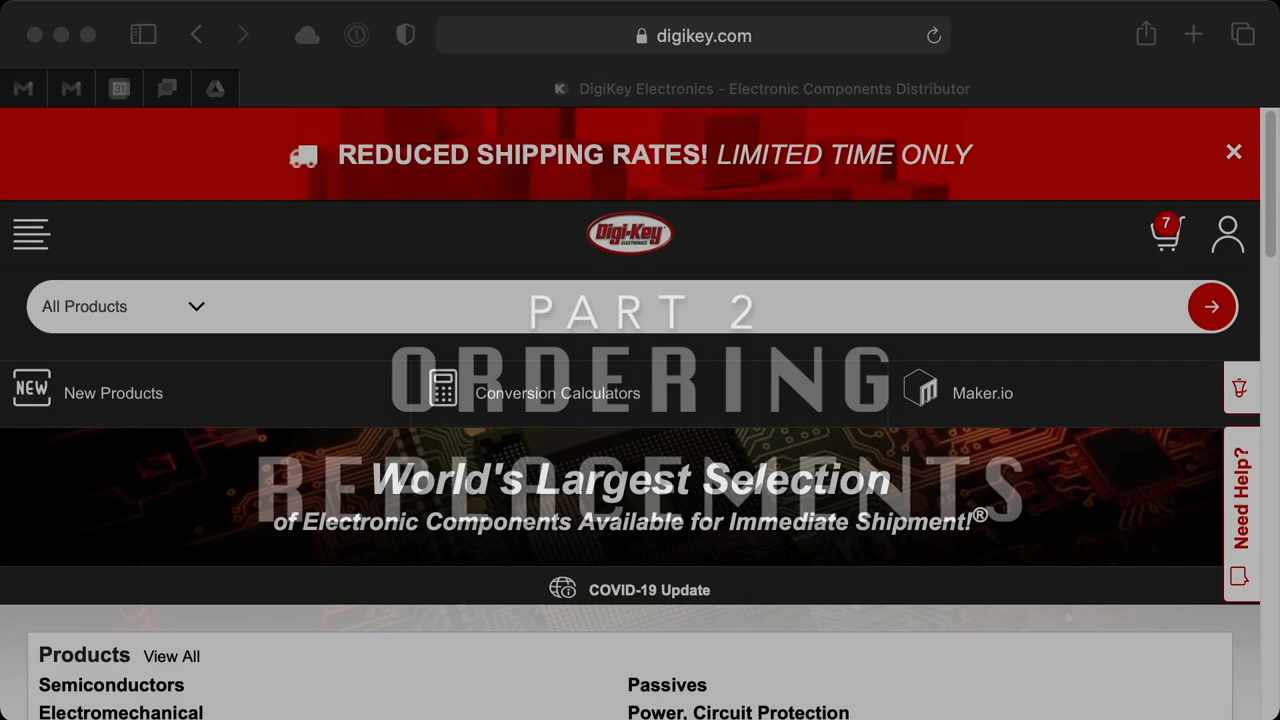 digikey.com
31
DigiKey Electronics - Electronic Components Distributor
REDUCED SHIPPING RATES! LIMITED TIME ONLY
Digi-Key
ELECTRONICS
7
All Products
PART 2
ORDERING
NEW New Products
Conversion Calculators
Maker.io
REPLACEMENTS
World's Largest Selection
of Electronic Components Available for Immediate Shipment!®
Need Help?
COVID-19 Update
Products View All
Semiconductors
Passives
Electromechanical
Power, Circuit Protection